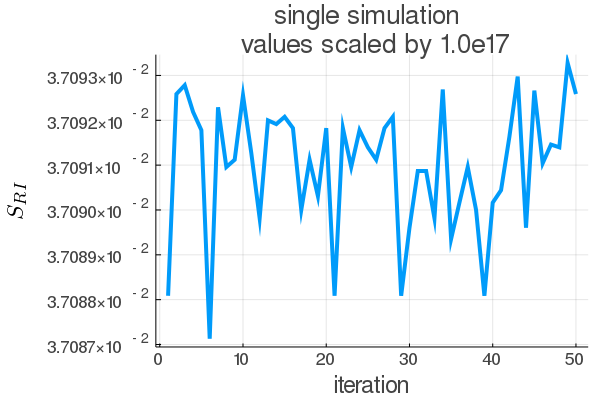 single simulation
values scaled by 1.0e17
3.7093×10 - 2
3.7092×10 - 2
3.7091×10 - 2
3.7090×10 - 2
3.7089×10 - 2
3.7088×10 - 2
3.7087×10 - 2
S_RI
0 10 20 30 40 50
iteration